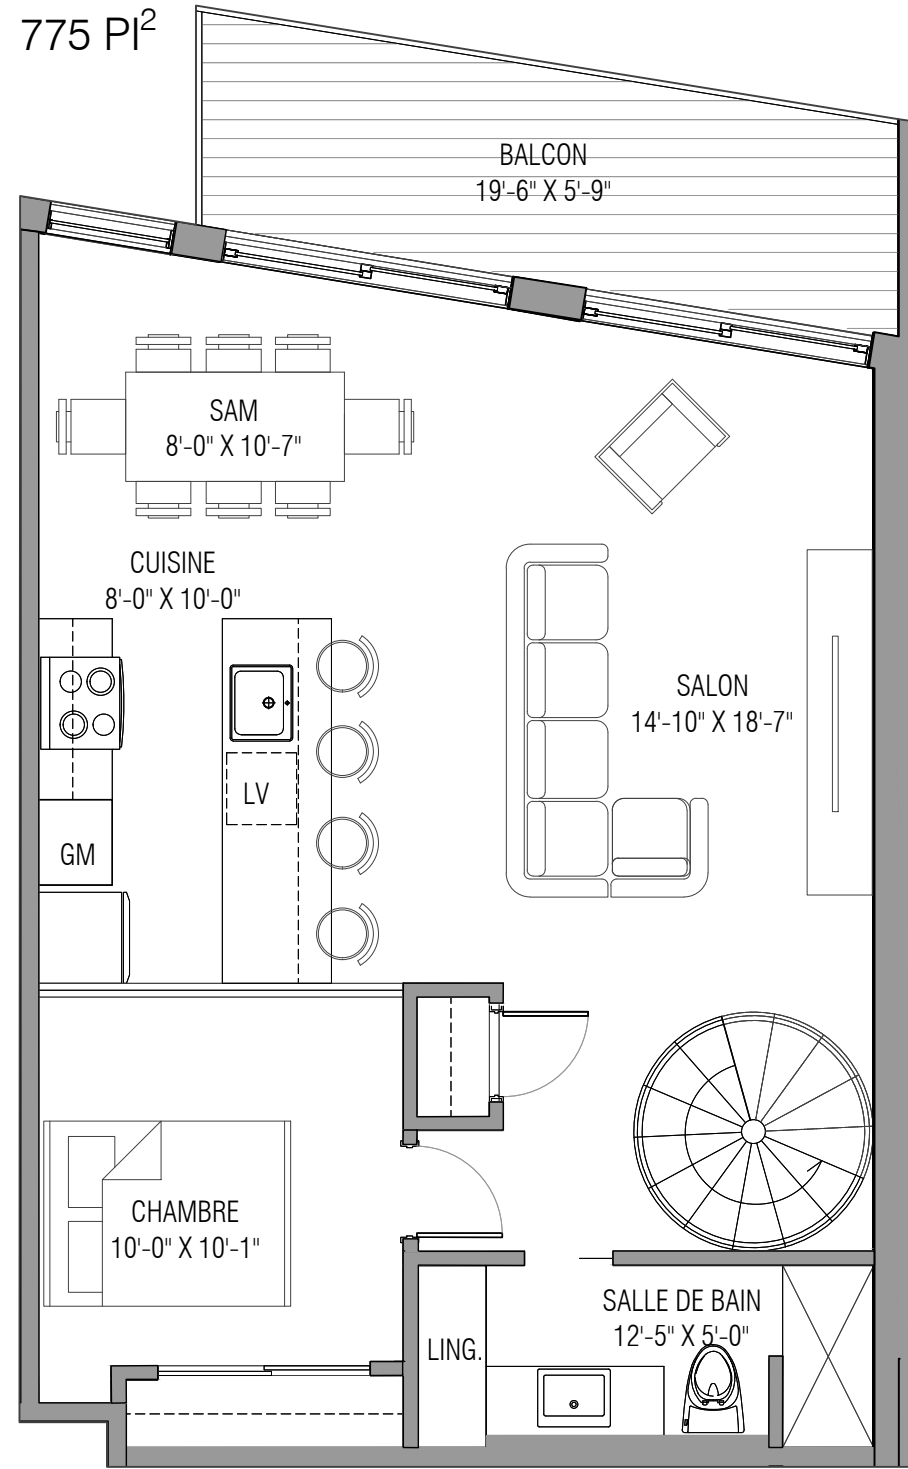 775 Pl²
BALCON
19'-6" X 5'-9"
SAM
8'-0" X 10'-7"
CUISINE
8'-0" X 10'-0"
SALON
14'-10" X 18'-7"
LV
GM
CHAMBRE
10'-0" X 10'-1"
SALLE DE BAIN
12'-5" X 5'-0"
LING.